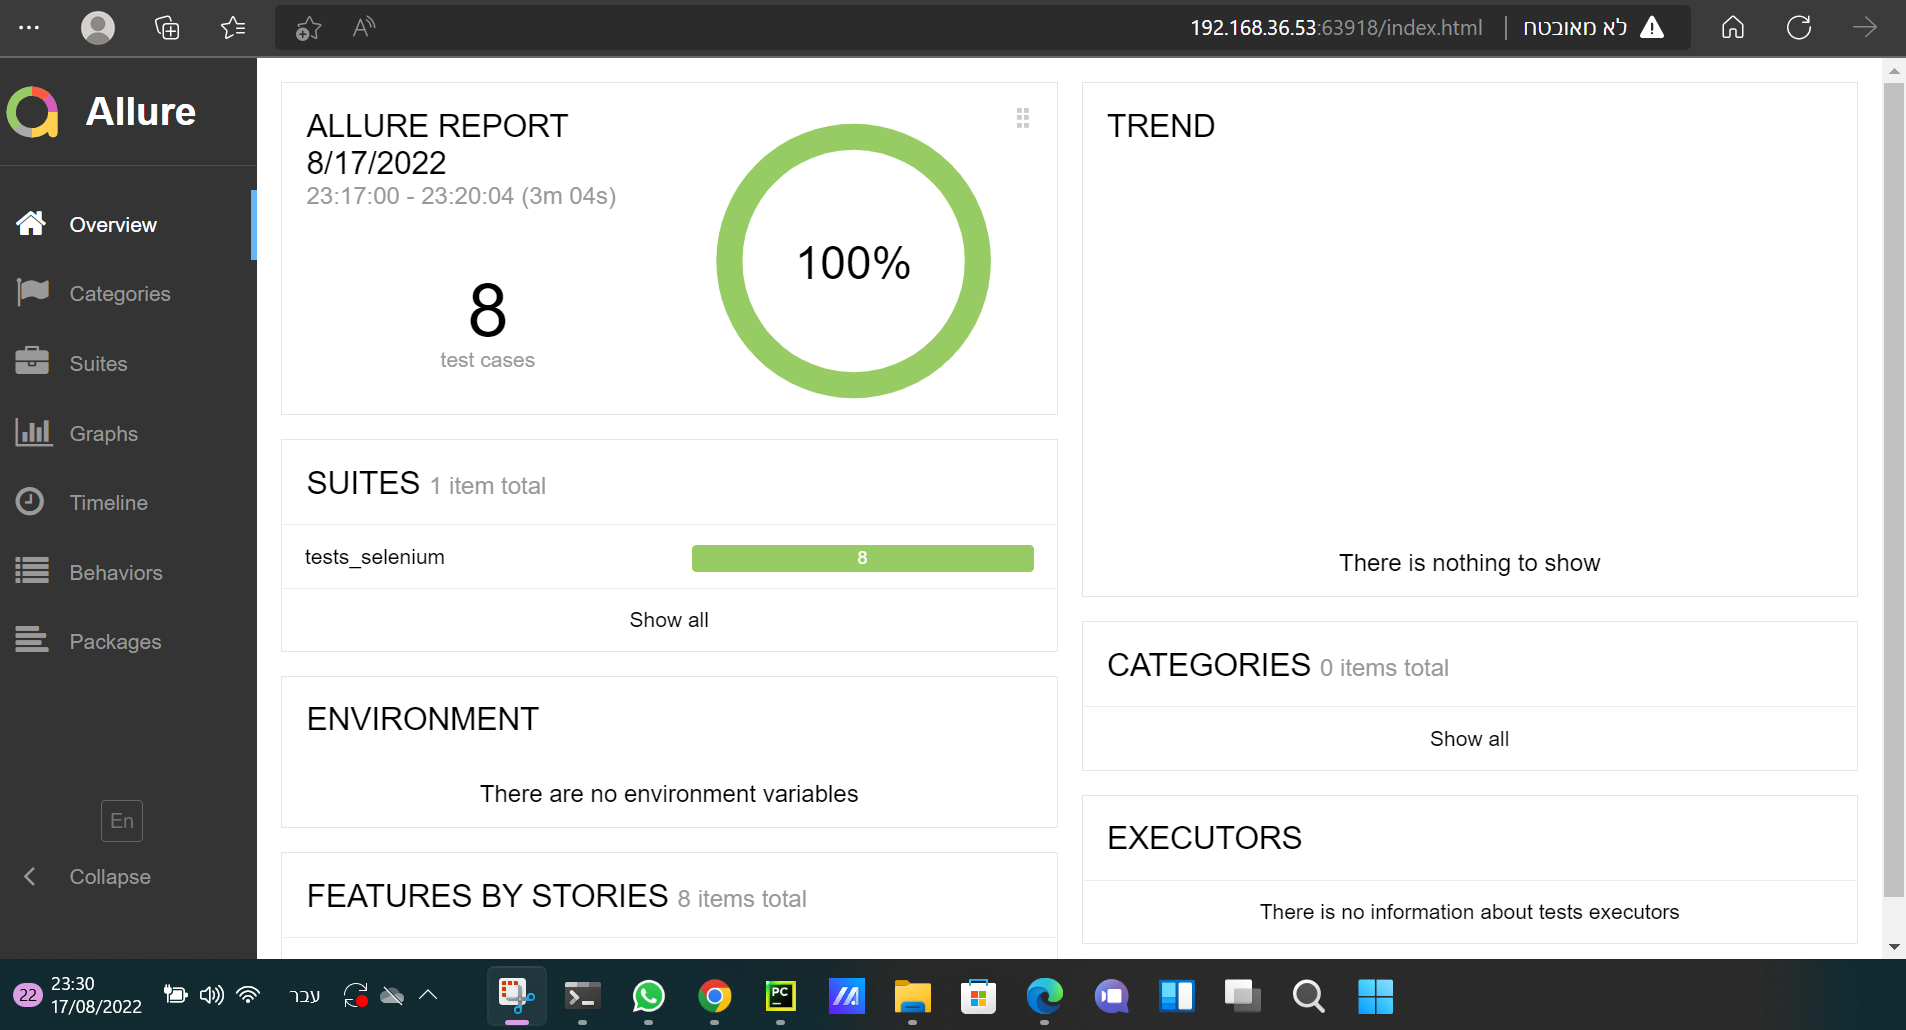 192.168.36.53:63918/index.html
לא מאובטח
Allure
Overview
Categories
Suites
Graphs
Timeline
Behaviors
Packages
En
Collapse
ALLURE REPORT
8/17/2022
23:17:00 - 23:20:04 (3m 04s)
8
test cases
100%
SUITES 1 item total
tests_selenium 8
Show all
ENVIRONMENT
There are no environment variables
FEATURES BY STORIES 8 items total
TREND
There is nothing to show
CATEGORIES 0 items total
Show all
EXECUTORS
There is no information about tests executors
22
23:30
17/08/2022
עבר
PC